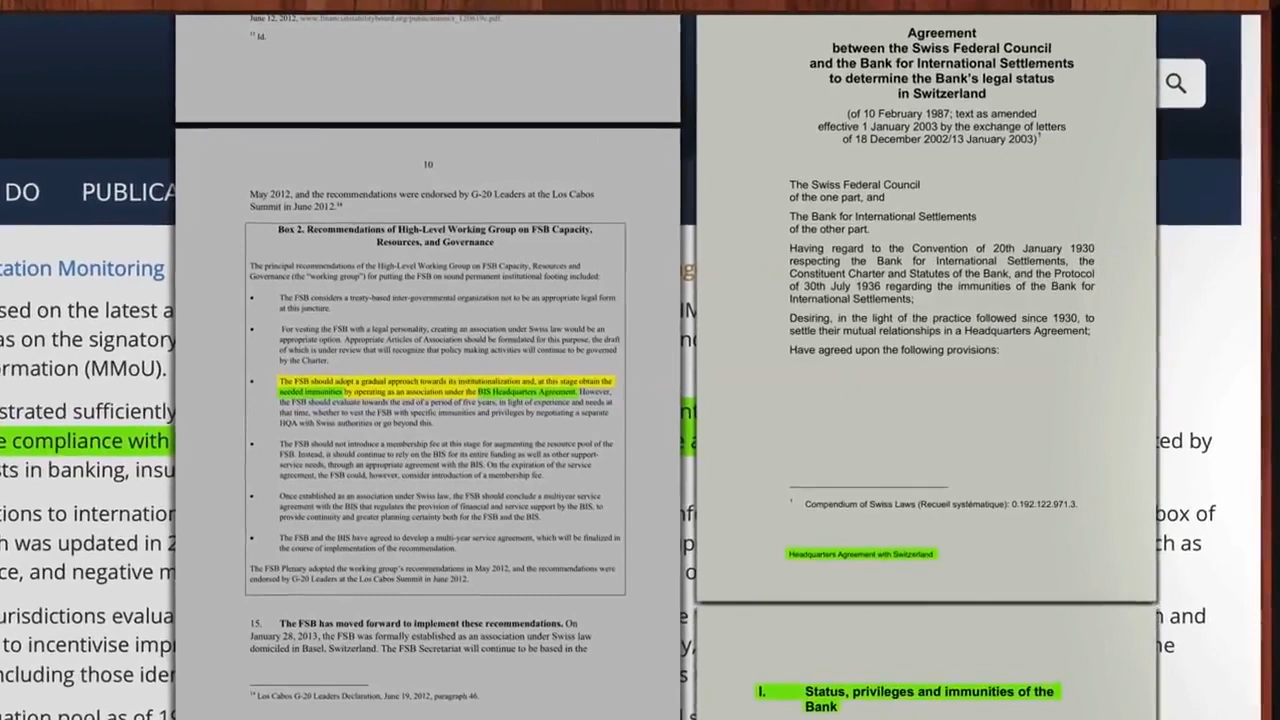 June 12, 2012, www.financialstabilityboard.org/publications/r_120619c.pdf.
Id.
10
May 2012, and the recommendations were endorsed by G-20 Leaders at the Los Cabos
Summit in June 2012.¹⁴
Box 2. Recommendations of High-Level Working Group on FSB Capacity,
Resources, and Governance
The principal recommendations of the High-Level Working Group on FSB Capacity, Resources and
Governance (the "working group") for putting the FSB on sound permanent institutional footing included:
• The FSB considers a treaty-based inter-governmental organization not to be an appropriate legal form
at this juncture.
• For vesting the FSB with a legal personality, creating an association under Swiss law would be an
appropriate option. Appropriate Articles of Association should be formulated for this purpose, the draft
of which is under review that will recognize that policy making activities will continue to be governed
by the Charter.
• The FSB should adopt a gradual approach towards its institutionalization and, at this stage obtain the
needed immunities by operating as an association under the BIS Headquarters Agreement. However,
the FSB should evaluate towards the end of a period of five years, in light of experience and needs at
that time, whether to vest the FSB with specific immunities and privileges by negotiating a separate
HQA with Swiss authorities or go beyond this.
• The FSB should not introduce a membership fee at this stage for augmenting the resource pool of the
FSB. Instead, it should continue to rely on the BIS for its entire funding as well as other support-
service needs, through an appropriate agreement with the BIS. On the expiration of the service
agreement, the FSB could, however, consider introduction of a membership fee.
• Once established as an association under Swiss law, the FSB should conclude a multiyear service
agreement with the BIS that regulates the provision of financial and service support by the BIS, to
provide continuity and greater planning certainty both for the FSB and the BIS.
• The FSB and the BIS have agreed to develop a multi-year service agreement, which will be finalized in
the course of implementation of the recommendation.
The FSB Plenary adopted the working group's recommendations in May 2012, and the recommendations were
endorsed by G-20 Leaders at the Los Cabos Summit in June 2012.
15. The FSB has moved forward to implement these recommendations. On
January 28, 2013, the FSB was formally established as an association under Swiss law
domiciled in Basel, Switzerland. The FSB Secretariat will continue to be based in the
¹⁴ Los Cabos G-20 Leaders Declaration, June 19, 2012, paragraph 46.
Agreement
between the Swiss Federal Council
and the Bank for International Settlements
to determine the Bank's legal status
in Switzerland
(of 10 February 1987; text as amended
effective 1 January 2003 by the exchange of letters
of 18 December 2002/13 January 2003)¹
The Swiss Federal Council
of the one part, and
The Bank for International Settlements
of the other part.
Having regard to the Convention of 20th January 1930
respecting the Bank for International Settlements, the
Constituent Charter and Statutes of the Bank, and the Protocol
of 30th July 1936 regarding the immunities of the Bank for
International Settlements;
Desiring, in the light of the practice followed since 1930, to
settle their mutual relationships in a Headquarters Agreement;
Have agreed upon the following provisions:
¹ Compendium of Swiss Laws (Recueil systématique): 0.192.122.971.3.
Headquarters Agreement with Switzerland
I. Status, privileges and immunities of the
Bank
DO PUBLICA
tation Monitoring
sed on the latest a
as on the signatory
ormation (MMoU).
strated sufficiently
e compliance with
sts in banking, insu
tions to internation
h was updated in 2
ce, and negative m
urisdictions evalua
to incentivise imp
ncluding those iden
uation pool as of 19
ed by
box of
ch as
n and
he